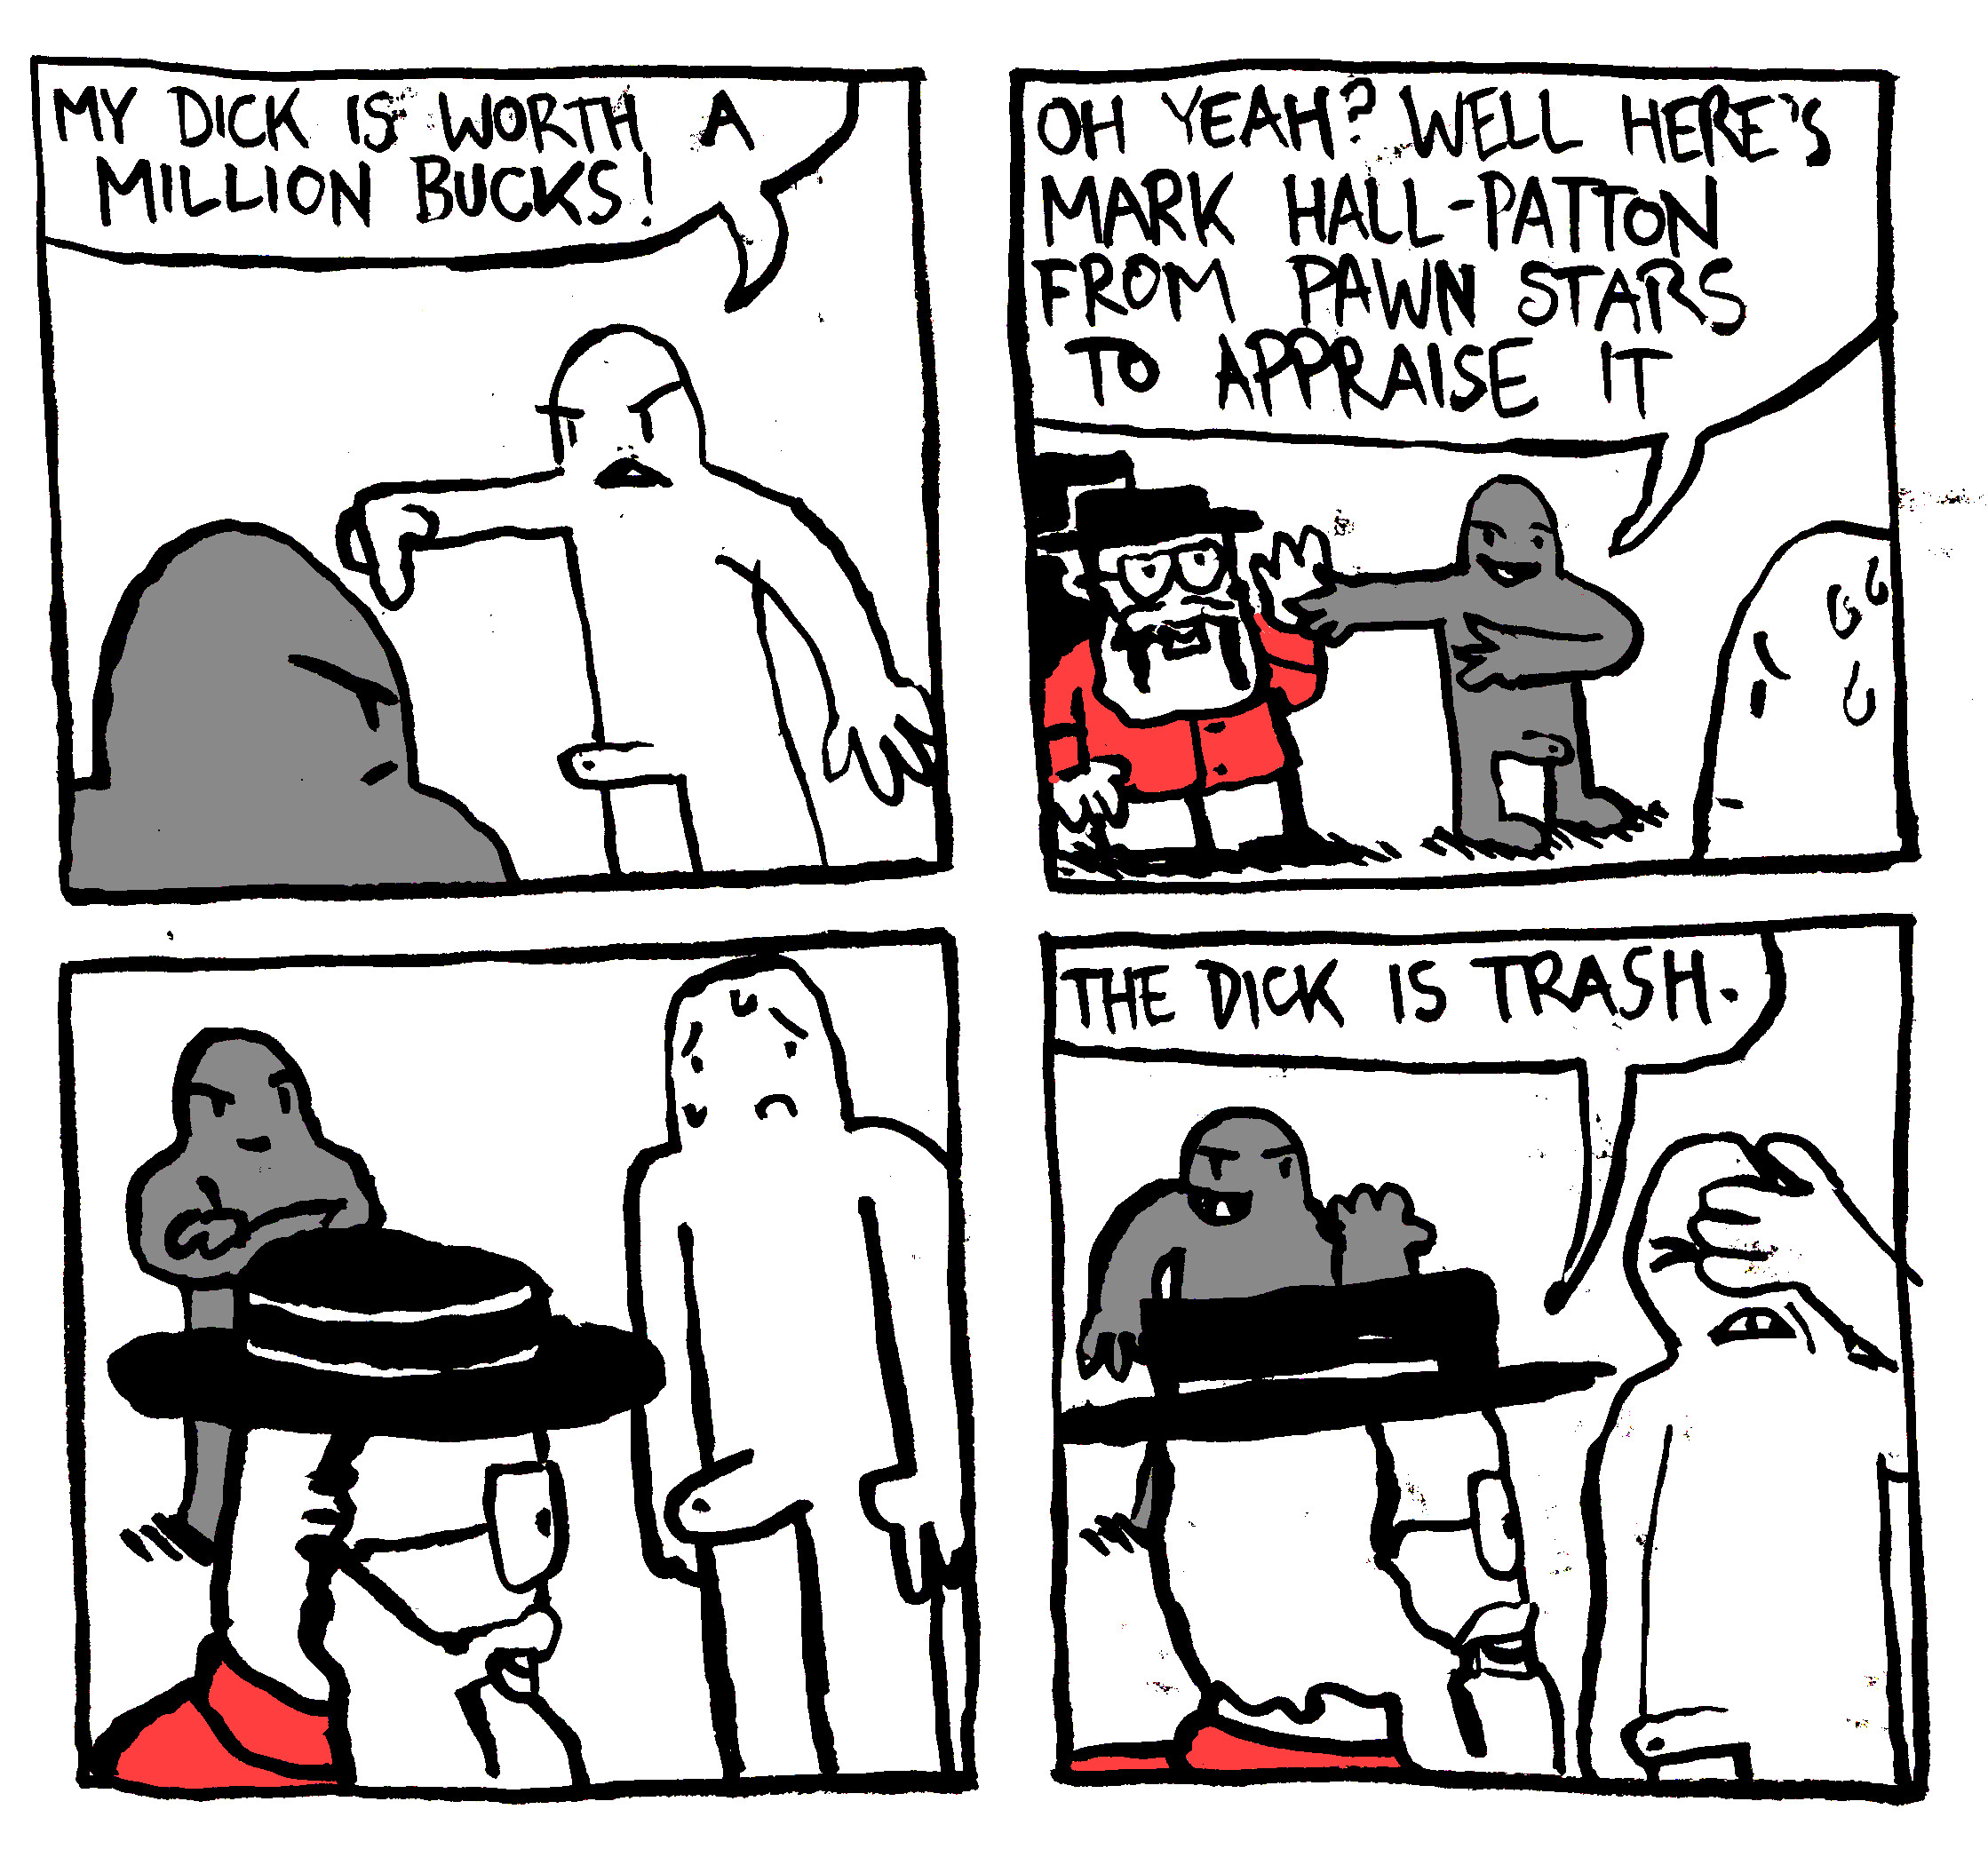 MY DICK IS WORTH A
MILLION BUCKS!
OH YEAH? WELL HERE'S
MARK HALL-PATTON
FROM PAWN STARS
TO APPRAISE IT
THE DICK IS TRASH.